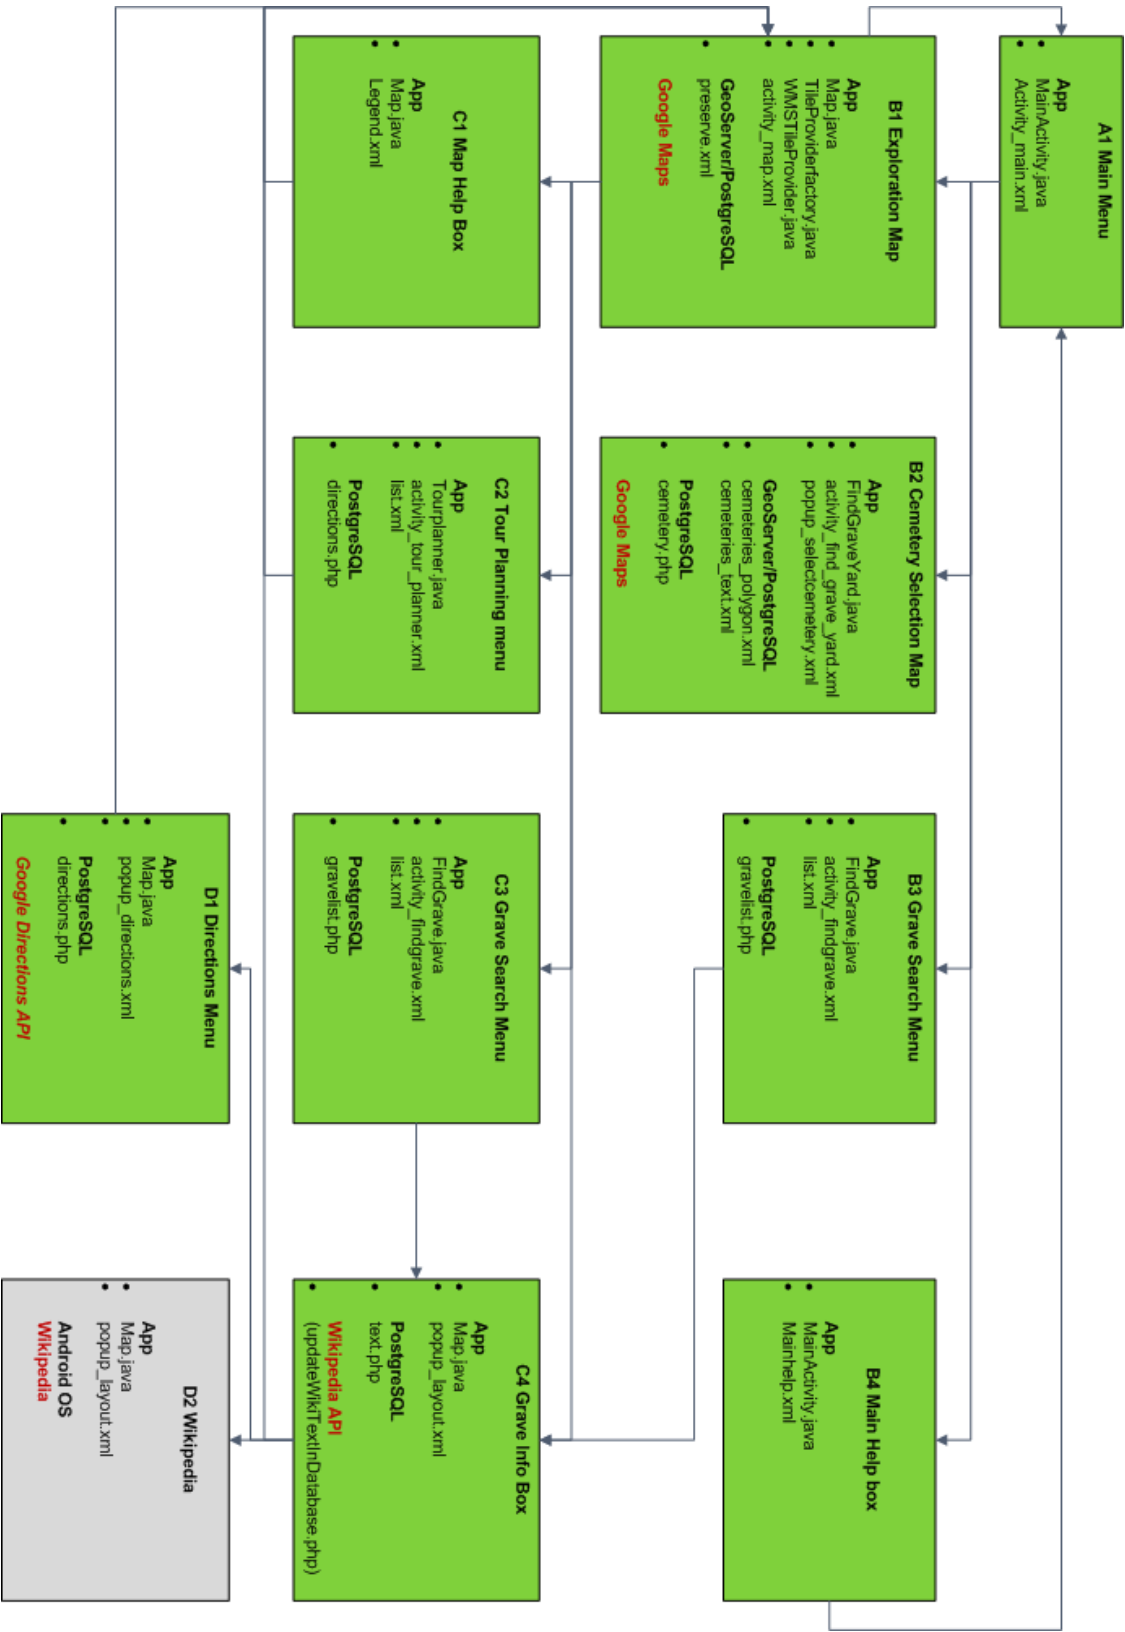 A1 Main Menu
App
MainActivity.java
Activity_main.xml
B1 Exploration Map
App
Map.java
TileProviderfactory.java
WMSTileProvider.java
activity_map.xml
GeoServer/PostgreSQL
preserve.xml
Google Maps
B2 Cemetery Selection Map
App
FindGraveYard.java
activity_find_grave_yard.xml
popup_selectcemetery.xml
GeoServer/PostgreSQL
cemeteries_polygon.xml
cemeteries_text.xml
PostgreSQL
cemetery.php
Google Maps
B3 Grave Search Menu
App
FindGrave.java
activity_findgrave.xml
list.xml
PostgreSQL
gravelist.php
B4 Main Help box
App
MainActivity.java
Mainhelp.xml
C1 Map Help Box
App
Map.java
Legend.xml
C2 Tour Planning menu
App
Tourplanner.java
activity_tour_planner.xml
list.xml
PostgreSQL
directions.php
C3 Grave Search Menu
App
FindGrave.java
activity_findgrave.xml
list.xml
PostgreSQL
gravelist.php
C4 Grave Info Box
App
Map.java
popup_layout.xml
PostgreSQL
text.php
Wikipedia API
(updateWikiTextInDatabase.php)
D1 Directions Menu
App
Map.java
popup_directions.xml
PostgreSQL
directions.php
Google Directions API
D2 Wikipedia
App
Map.java
popup_layout.xml
Android OS
Wikipedia